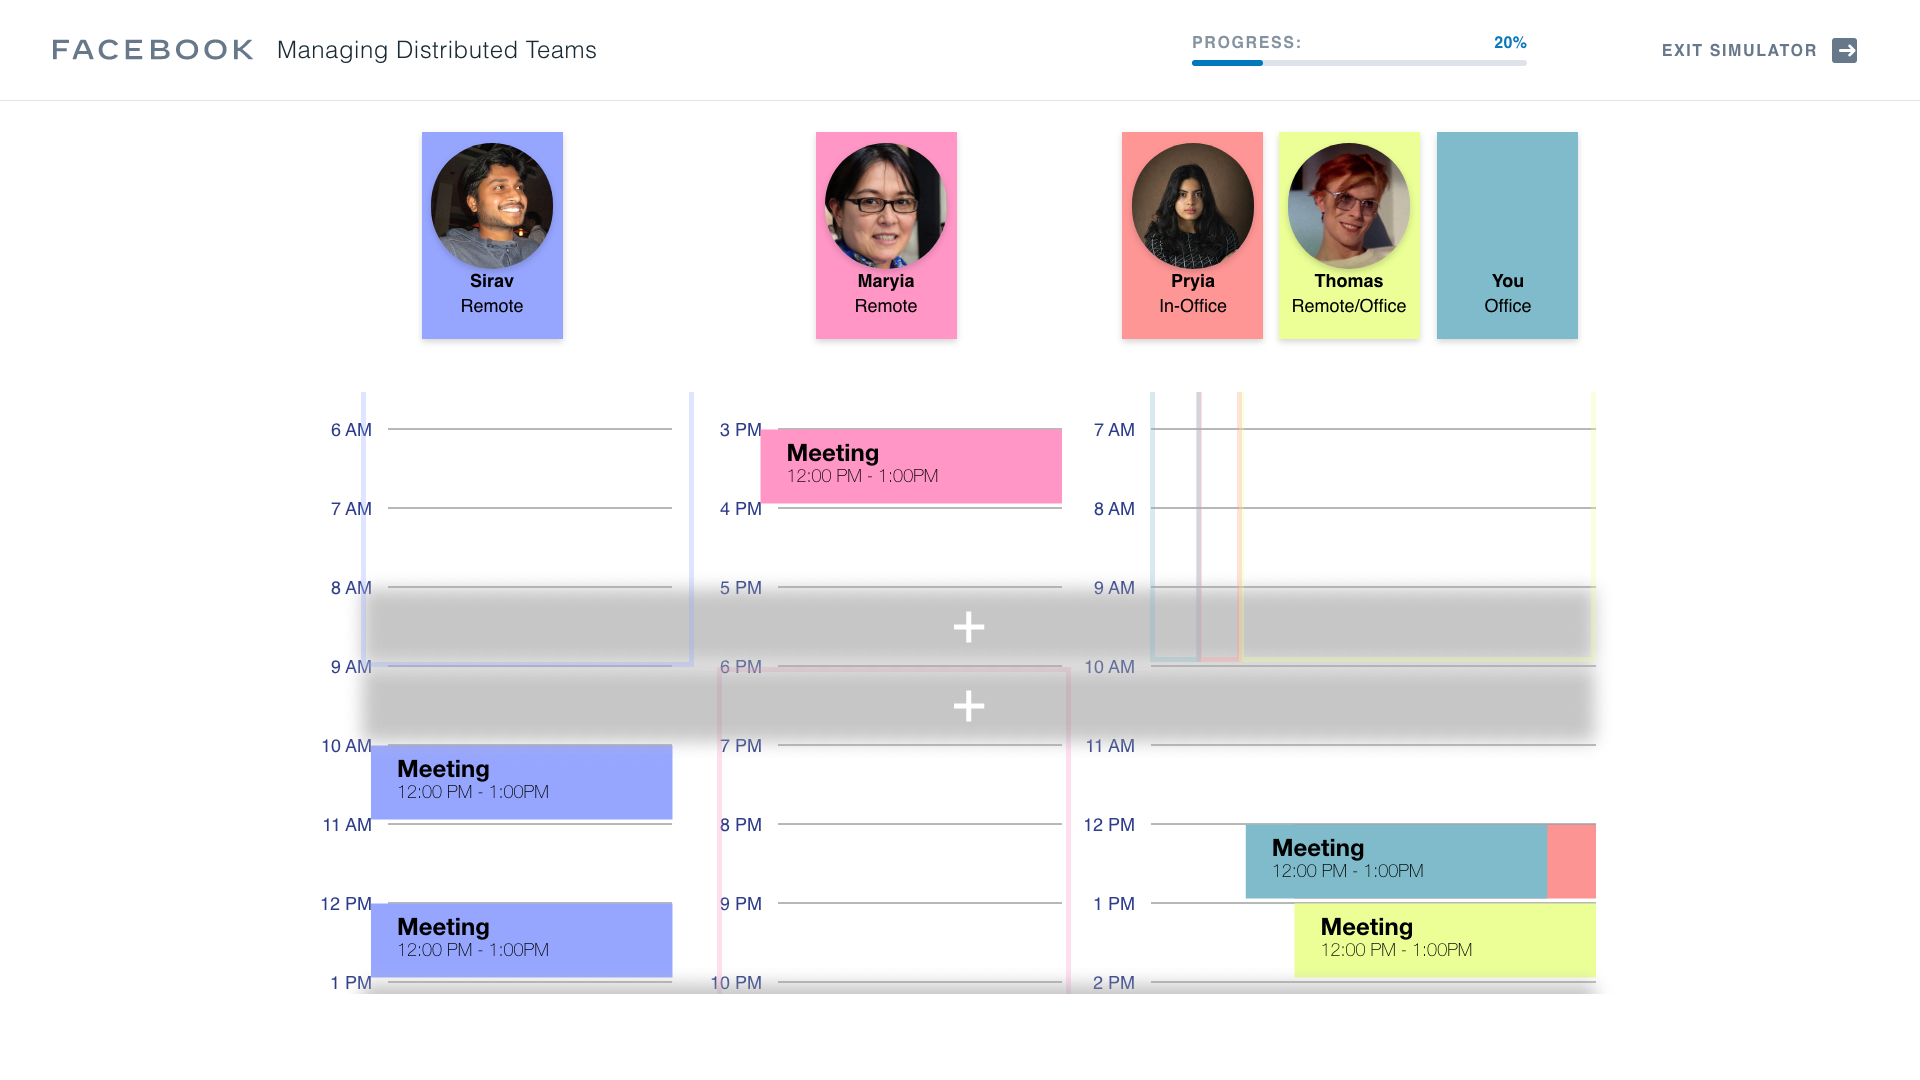 FACEBOOK Managing Distributed Teams
PROGRESS: 20%
EXIT SIMULATOR
Sirav
Remote
Maryia
Remote
Pryia
In-Office
Thomas
Remote/Office
You
Office
6 AM
7 AM
8 AM
9 AM
10 AM
Meeting
12:00 PM - 1:00PM
11 AM
12 PM
Meeting
12:00 PM - 1:00PM
1 PM
3 PM
Meeting
12:00 PM - 1:00PM
4 PM
5 PM
6 PM
7 PM
8 PM
9 PM
10 PM
7 AM
8 AM
9 AM
10 AM
11 AM
12 PM
Meeting
12:00 PM - 1:00PM
1 PM
Meeting
12:00 PM - 1:00PM
2 PM